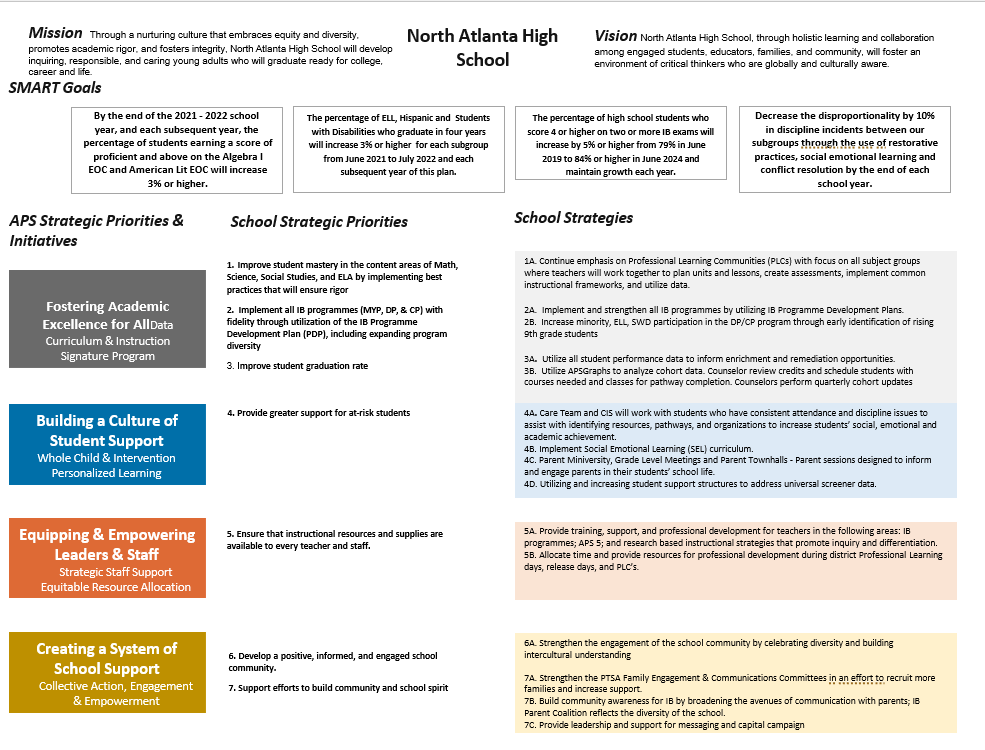 Mission Through a nurturing culture that embraces equity and diversity,
promotes academic rigor, and fosters integrity, North Atlanta High School will develop
inquiring, responsible, and caring young adults who will graduate ready for college,
career and life.
North Atlanta High
School
Vision North Atlanta High School, through holistic learning and collaboration
among engaged students, educators, families, and community, will foster an
environment of critical thinkers who are globally and culturally aware.
SMART Goals
By the end of the 2021 - 2022 school
year, and each subsequent year, the
percentage of students earning a score of
proficient and above on the Algebra I
EOC and American Lit EOC will increase
3% or higher.
The percentage of ELL, Hispanic and Students
with Disabilities who graduate in four years
will increase 3% or higher for each subgroup
from June 2021 to July 2022 and each
subsequent year of this plan.
The percentage of high school students who
score 4 or higher on two or more IB exams will
increase by 5% or higher from 79% in June
2019 to 84% or higher in June 2024 and
maintain growth each year.
Decrease the disproportionality by 10%
in discipline incidents between our
subgroups through the use of restorative
practices, social emotional learning and
conflict resolution by the end of each
school year.
APS Strategic Priorities &
Initiatives
School Strategic Priorities
School Strategies
Fostering Academic
Excellence for AllData
Curriculum & Instruction
Signature Program
1. Improve student mastery in the content areas of Math,
Science, Social Studies, and ELA by implementing best
practices that will ensure rigor
2. Implement all IB programmes (MYP, DP, & CP) with
fidelity through utilization of the IB Programme
Development Plan (PDP), including expanding program
diversity
3. Improve student graduation rate
1A. Continue emphasis on Professional Learning Communities (PLCs) with focus on all subject groups
where teachers will work together to plan units and lessons, create assessments, implement common
instructional frameworks, and utilize data.
2A. Implement and strengthen all IB programmes by utilizing IB Programme Development Plans.
2B. Increase minority, ELL, SWD participation in the DP/CP program through early identification of rising
9th grade students
3A. Utilize all student performance data to inform enrichment and remediation opportunities.
3B. Utilize APSGraphs to analyze cohort data. Counselor review credits and schedule students with
courses needed and classes for pathway completion. Counselors perform quarterly cohort updates
Building a Culture of
Student Support
Whole Child & Intervention
Personalized Learning
4. Provide greater support for at-risk students
4A. Care Team and CIS will work with students who have consistent attendance and discipline issues to
assist with identifying resources, pathways, and organizations to increase students' social, emotional and
academic achievement.
4B. Implement Social Emotional Learning (SEL) curriculum.
4C. Parent Miniversity, Grade Level Meetings and Parent Townhalls - Parent sessions designed to inform
and engage parents in their students' school life.
4D. Utilizing and increasing student support structures to address universal screener data.
Equipping & Empowering
Leaders & Staff
Strategic Staff Support
Equitable Resource Allocation
5. Ensure that instructional resources and supplies are
available to every teacher and staff.
5A. Provide training, support, and professional development for teachers in the following areas: IB
programmes; APS 5; and research based instructional strategies that promote inquiry and differentiation.
5B. Allocate time and provide resources for professional development during district Professional Learning
days, release days, and PLC's.
Creating a System of
School Support
Collective Action, Engagement
& Empowerment
6. Develop a positive, informed, and engaged school
community.
7. Support efforts to build community and school spirit
6A. Strengthen the engagement of the school community by celebrating diversity and building
intercultural understanding
7A. Strengthen the PTSA Family Engagement & Communications Committees in an effort to recruit more
families and increase support.
7B. Build community awareness for IB by broadening the avenues of communication with parents; IB
Parent Coalition reflects the diversity of the school.
7C. Provide leadership and support for messaging and capital campaign